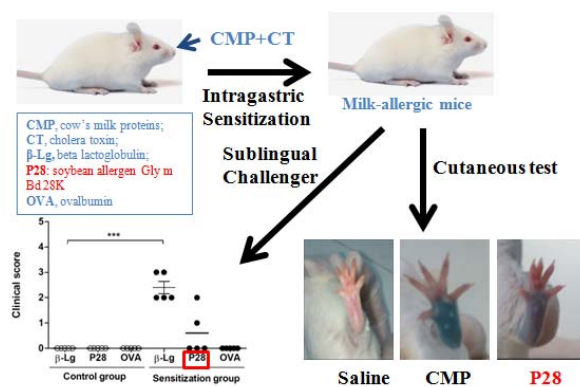 CMP+CT
Intragastric
Sensitization
Milk-allergic mice
CMP, cow's milk proteins;
CT, cholera toxin;
β-Lg, beta lactoglobulin;
P28: soybean allergen Gly m
Bd 28K
OVA, ovalbumin
Sublingual
Challenger
Cutaneous test
Clinical score
5
4
3
2
1
0
***
β-Lg P28 OVA β-Lg P28 OVA
Control group Sensitization group
Saline CMP P28